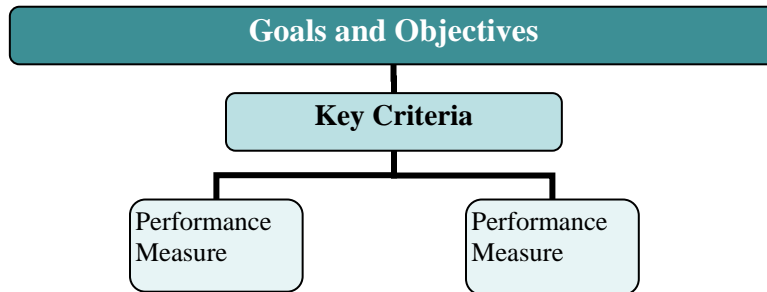 Goals and Objectives
Key Criteria
Performance
Measure
Performance
Measure